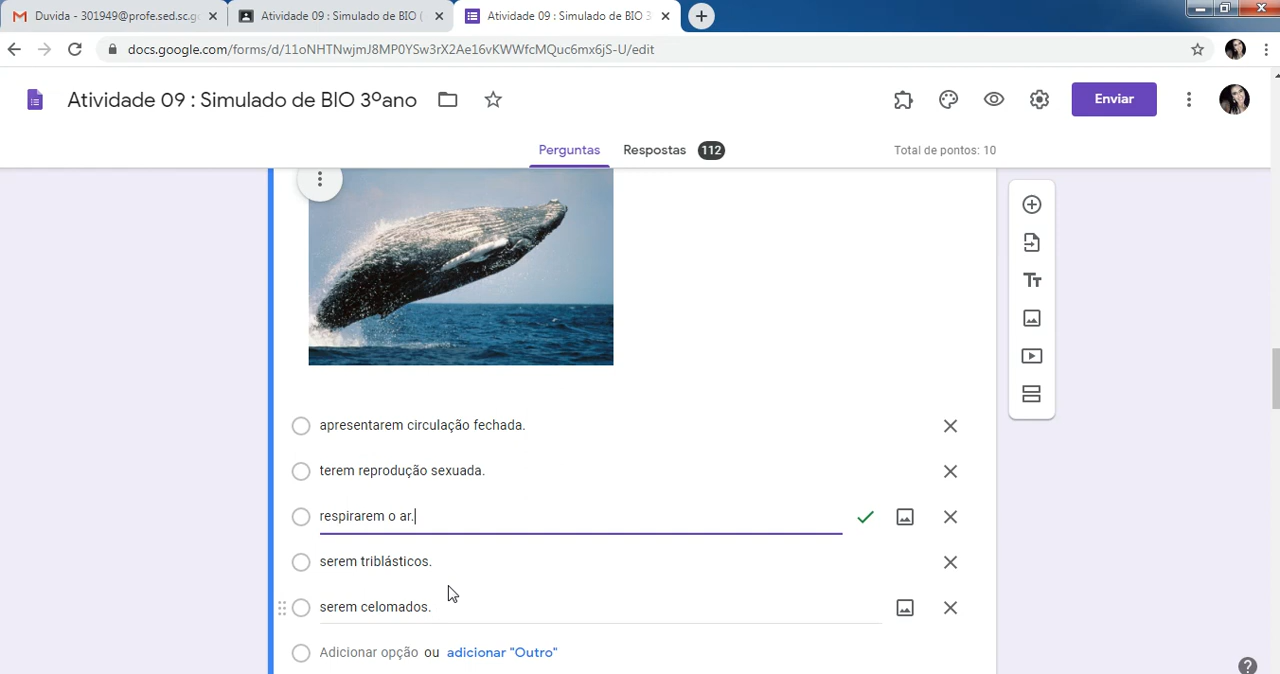 Duvida - 301949@profe.sed.sc.g
Atividade 09 : Simulado de BIO (
Atividade 09 : Simulado de BIO 3
docs.google.com/forms/d/11oNHTNwjmJ8MP0YSw3rX2Ae16vKWWfcMQuc6mx6jS-U/edit
Atividade 09 : Simulado de BIO 3ºano
Enviar
Perguntas
Respostas 112
Total de pontos: 10
Tт
apresentarem circulação fechada.
terem reprodução sexuada.
respirarem o ar.
serem triblásticos.
serem celomados.
Adicionar opção ou adicionar "Outro"